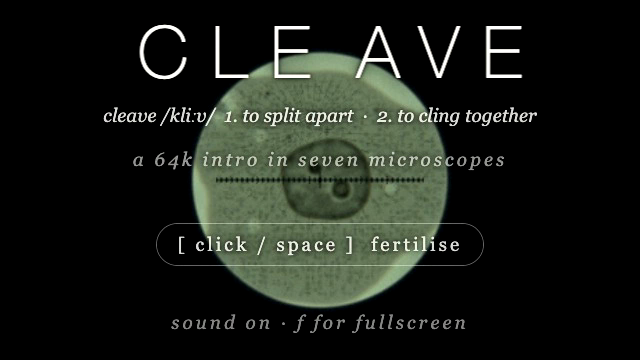 CLE AVE
cleave /kliːv/ 1. to split apart · 2. to cling together
a 64k intro in seven microscopes
[ click / space ] fertilise
sound on · f for fullscreen